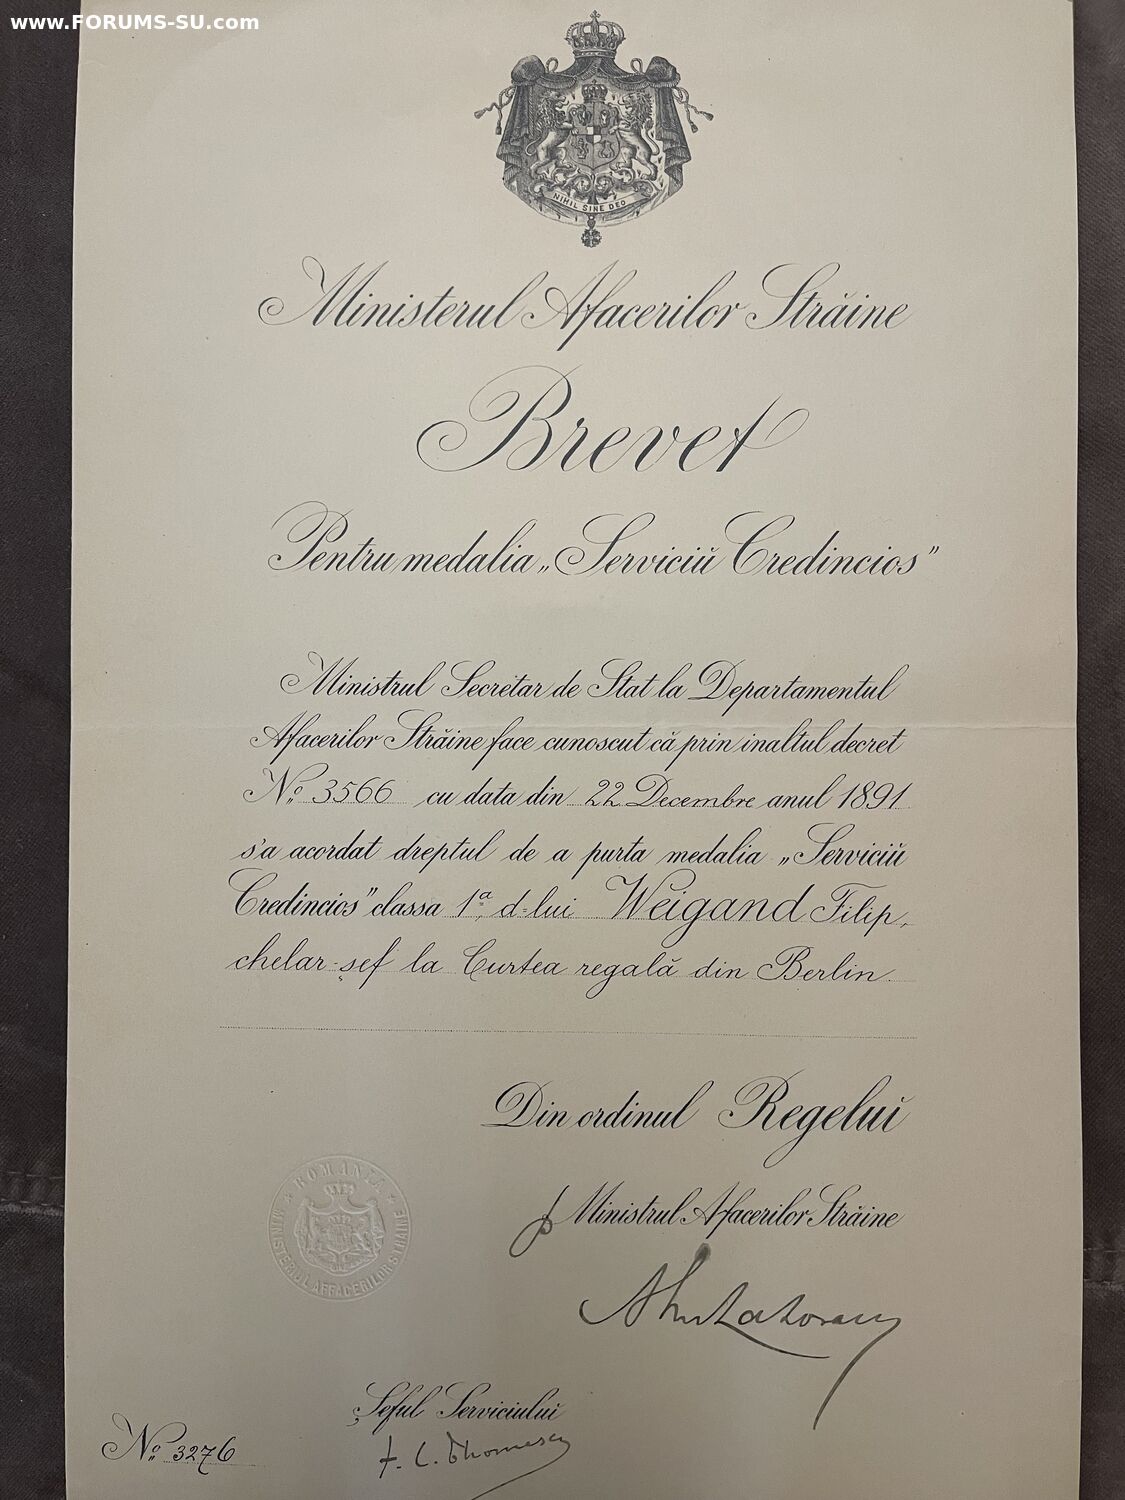 www.FORUMS-SU.com
NIHIL SINE DEO
Ministerul Afacerilor Străine
Brevet
Pentru medalia „Serviciŭ Credincios”
Ministrul Secretar de Stat la Departamentul
Afacerilor Străine face cunoscut că prin inaltul decret
No. 3566 cu data din 22 Decembre anul 1891
s'a acordat dreptul de a purta medalia „Serviciŭ
Credincios” classa 1a, d-lui Weigand Filip,
chelar-șef la Curtea regală din Berlin.
Din ordinul Regeluĭ
Ministrul Afacerilor Străine
ROMANIA
MINISTERUL AFFACERILOR STRAINE
Șeful Serviciuluĭ
No. 3276